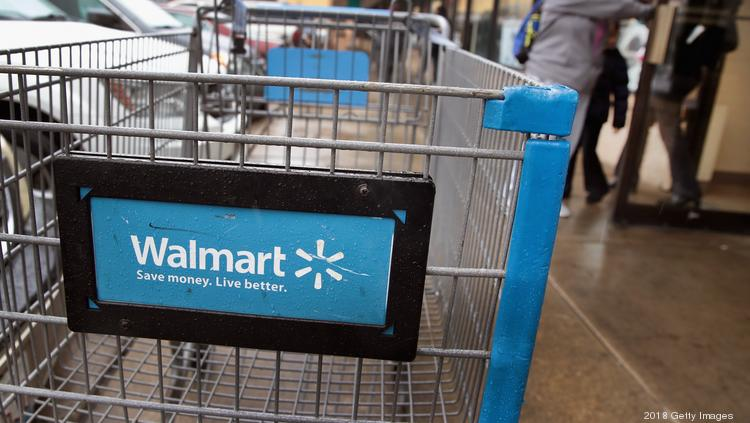 Walmart
Save money. Live better.
2018 Getty Images